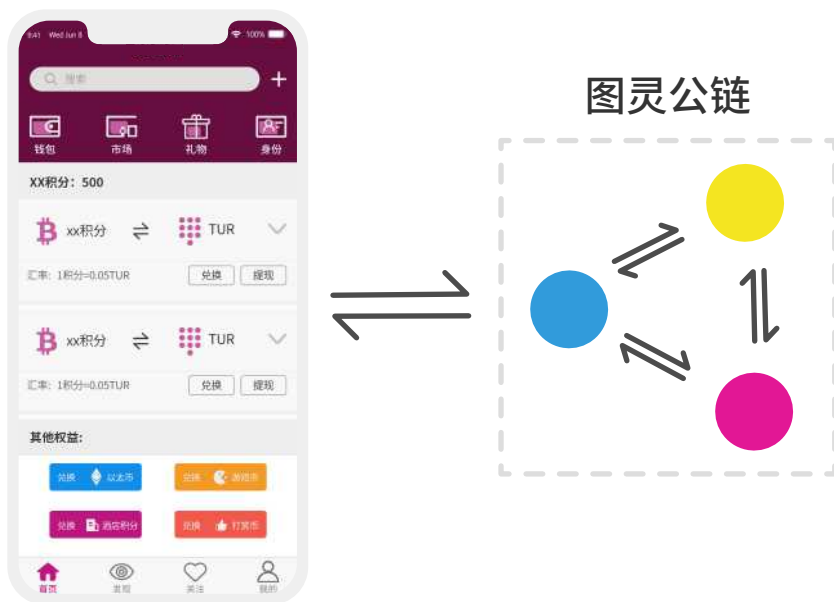 9:41 Wed Jun 8 100%
搜索
钱包 市场 礼物 身份
XX积分：500
xx积分 TUR
汇率：1积分=0.05TUR 兑换 提现
xx积分 TUR
汇率：1积分=0.05TUR 兑换 提现
其他权益:
兑换 以太币 兑换 游戏币
兑换 酒店积分 兑换 打赏币
首页 发现 关注 我的
图灵公链